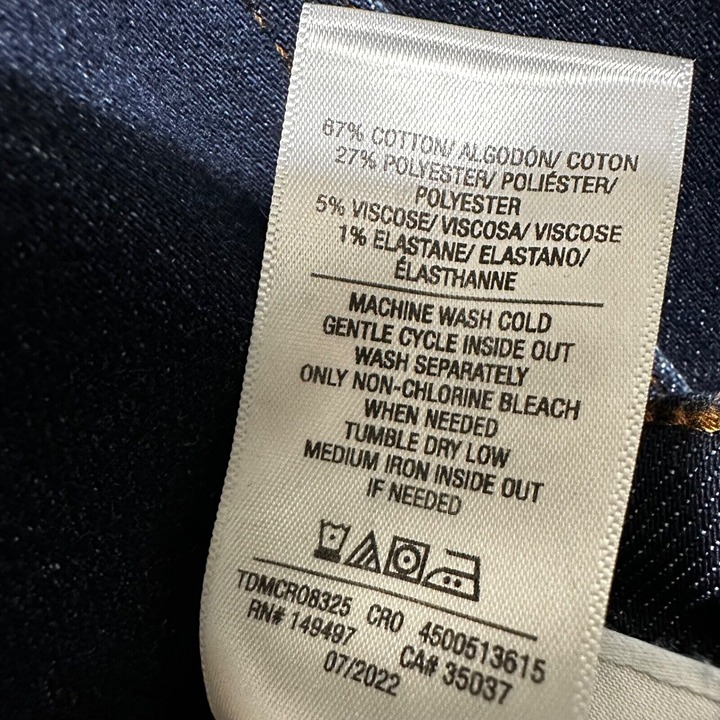 67% COTTON/ ALGODÓN/ COTON
27% POLYESTER/ POLIÉSTER/
POLYESTER
5% VISCOSE/ VISCOSA/ VISCOSE
1% ELASTANE/ ELASTANO/
ÉLASTHANNE
MACHINE WASH COLD
GENTLE CYCLE INSIDE OUT
WASH SEPARATELY
ONLY NON-CHLORINE BLEACH
WHEN NEEDED
TUMBLE DRY LOW
MEDIUM IRON INSIDE OUT
IF NEEDED
TDMCRO8325 CRO 4500513615
RN# 149497 CA# 35037
07/2022